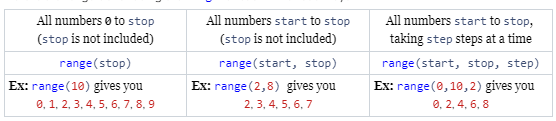 All numbers 0 to stop
(stop is not included)
All numbers start to stop
(stop is not included)
All numbers start to stop,
taking step steps at a time
range(stop)
range(start, stop)
range(start, stop, step)
Ex: range(10) gives you
0, 1, 2, 3, 4, 5, 6, 7, 8, 9
Ex: range(2,8) gives you
2, 3, 4, 5, 6, 7
Ex: range(0,10,2) gives you
0, 2, 4, 6, 8